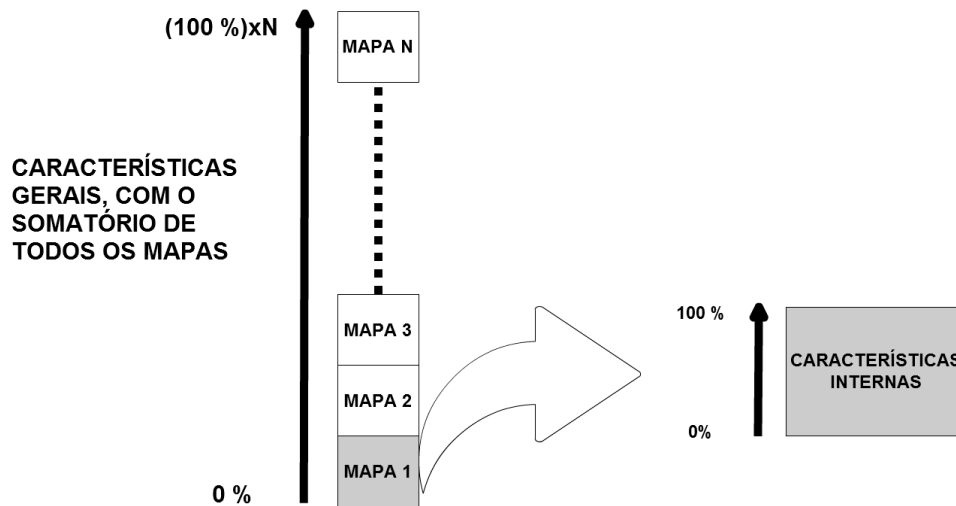 (100 %)xN
MAPA N
CARACTERÍSTICAS
GERAIS, COM O
SOMATÓRIO DE
TODOS OS MAPAS
MAPA 3
MAPA 2
MAPA 1
0 %
100 %
0%
CARACTERÍSTICAS
INTERNAS